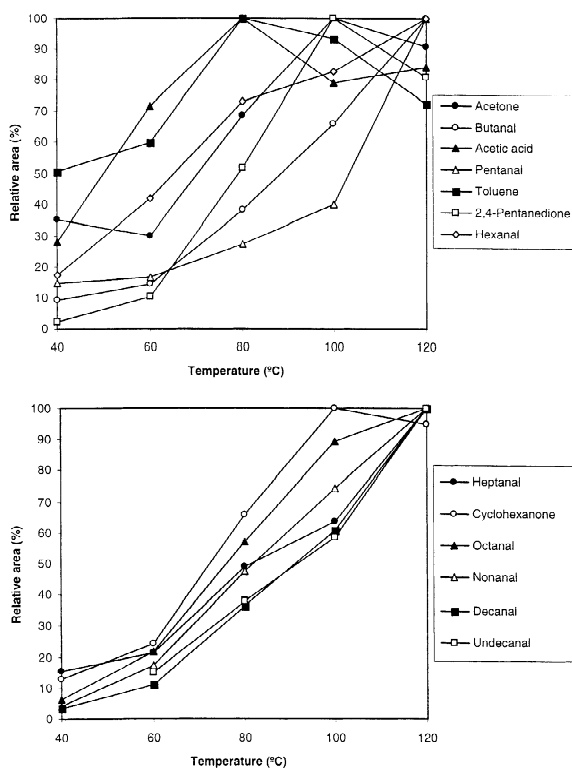 100
90
80
70
60
50
40
30
20
10
0
Relative area (%)
40 60 80 100 120
Temperature (ºC)
Acetone
Butanal
Acetic acid
Pentanal
Toluene
2,4-Pentanedione
Hexanal
100
90
80
70
60
50
40
30
20
10
0
Relative area (%)
40 60 80 100 120
Temperature (ºC)
Heptanal
Cyclohexanone
Octanal
Nonanal
Decanal
Undecanal